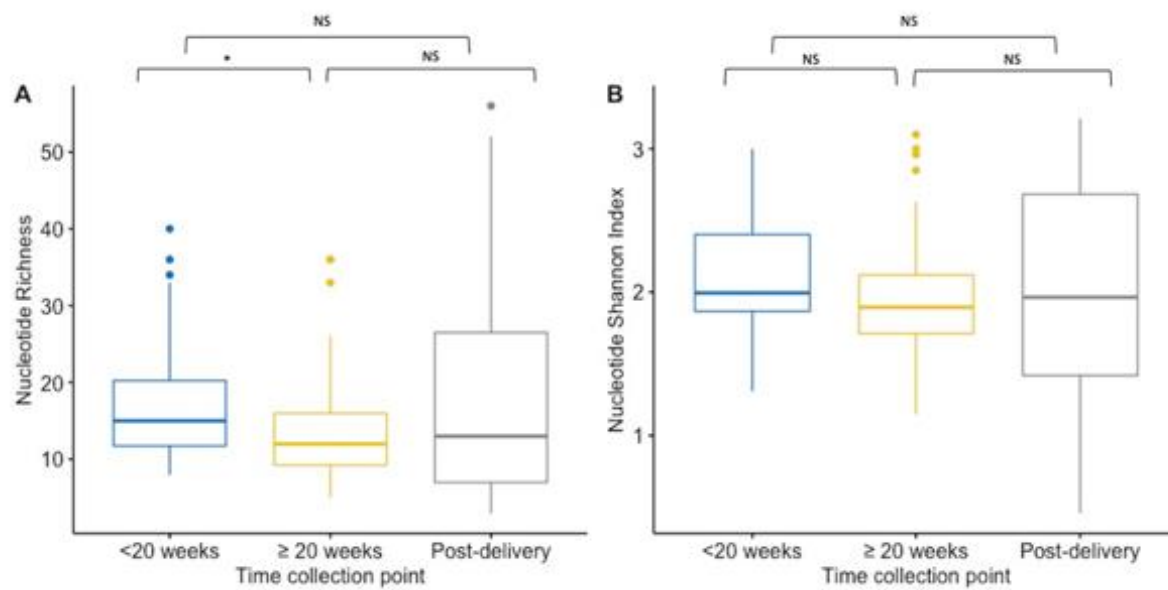 NS
* NS
A
Nucleotide Richness
50
40
30
20
10
<20 weeks ≥ 20 weeks Post-delivery
Time collection point
NS
NS NS
B
Nucleotide Shannon Index
3
2
1
<20 weeks ≥ 20 weeks Post-delivery
Time collection point